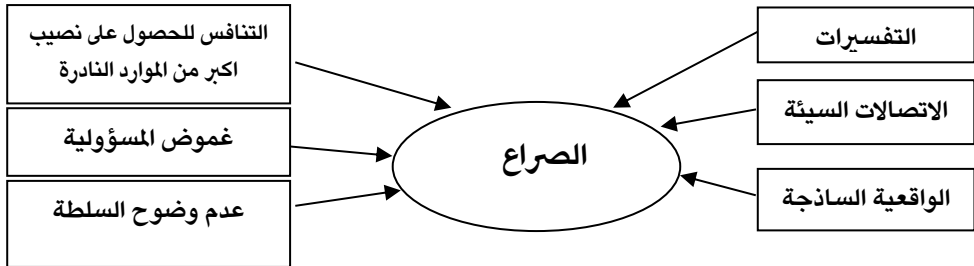 التفسيرات
الاتصالات السيئة
الواقعية الساذجة
الصراع
التنافس للحصول على نصيب
اكبر من الموارد النادرة
غموض المسؤولية
عدم وضوح السلطة